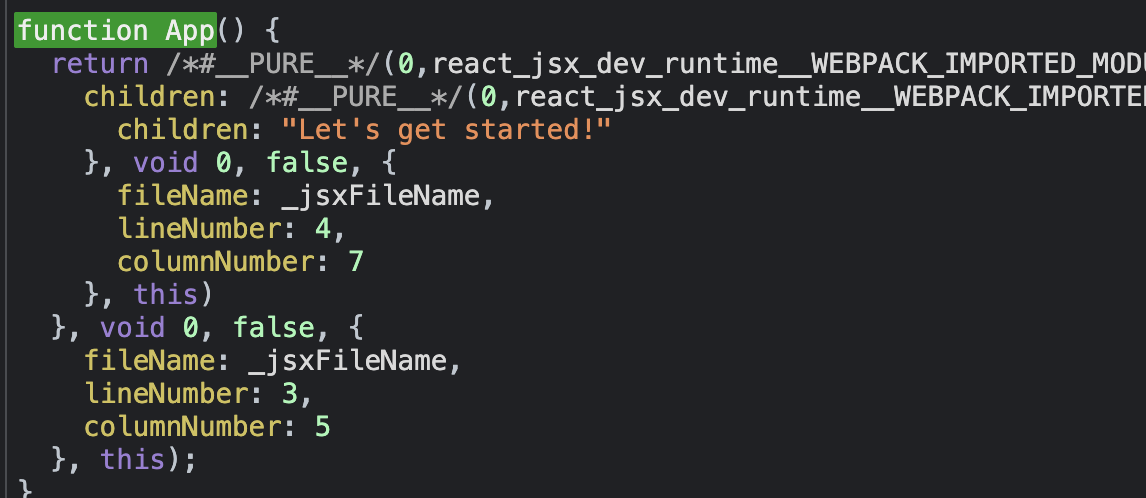 function App() {
return /*#__PURE__*/(0,react_jsx_dev_runtime__WEBPACK_IMPORTED_MODU
children: /*#__PURE__*/(0,react_jsx_dev_runtime__WEBPACK_IMPORTE
children: "Let's get started!"
}, void 0, false, {
fileName: _jsxFileName,
lineNumber: 4,
columnNumber: 7
}, this)
}, void 0, false, {
fileName: _jsxFileName,
lineNumber: 3,
columnNumber: 5
}, this);
}